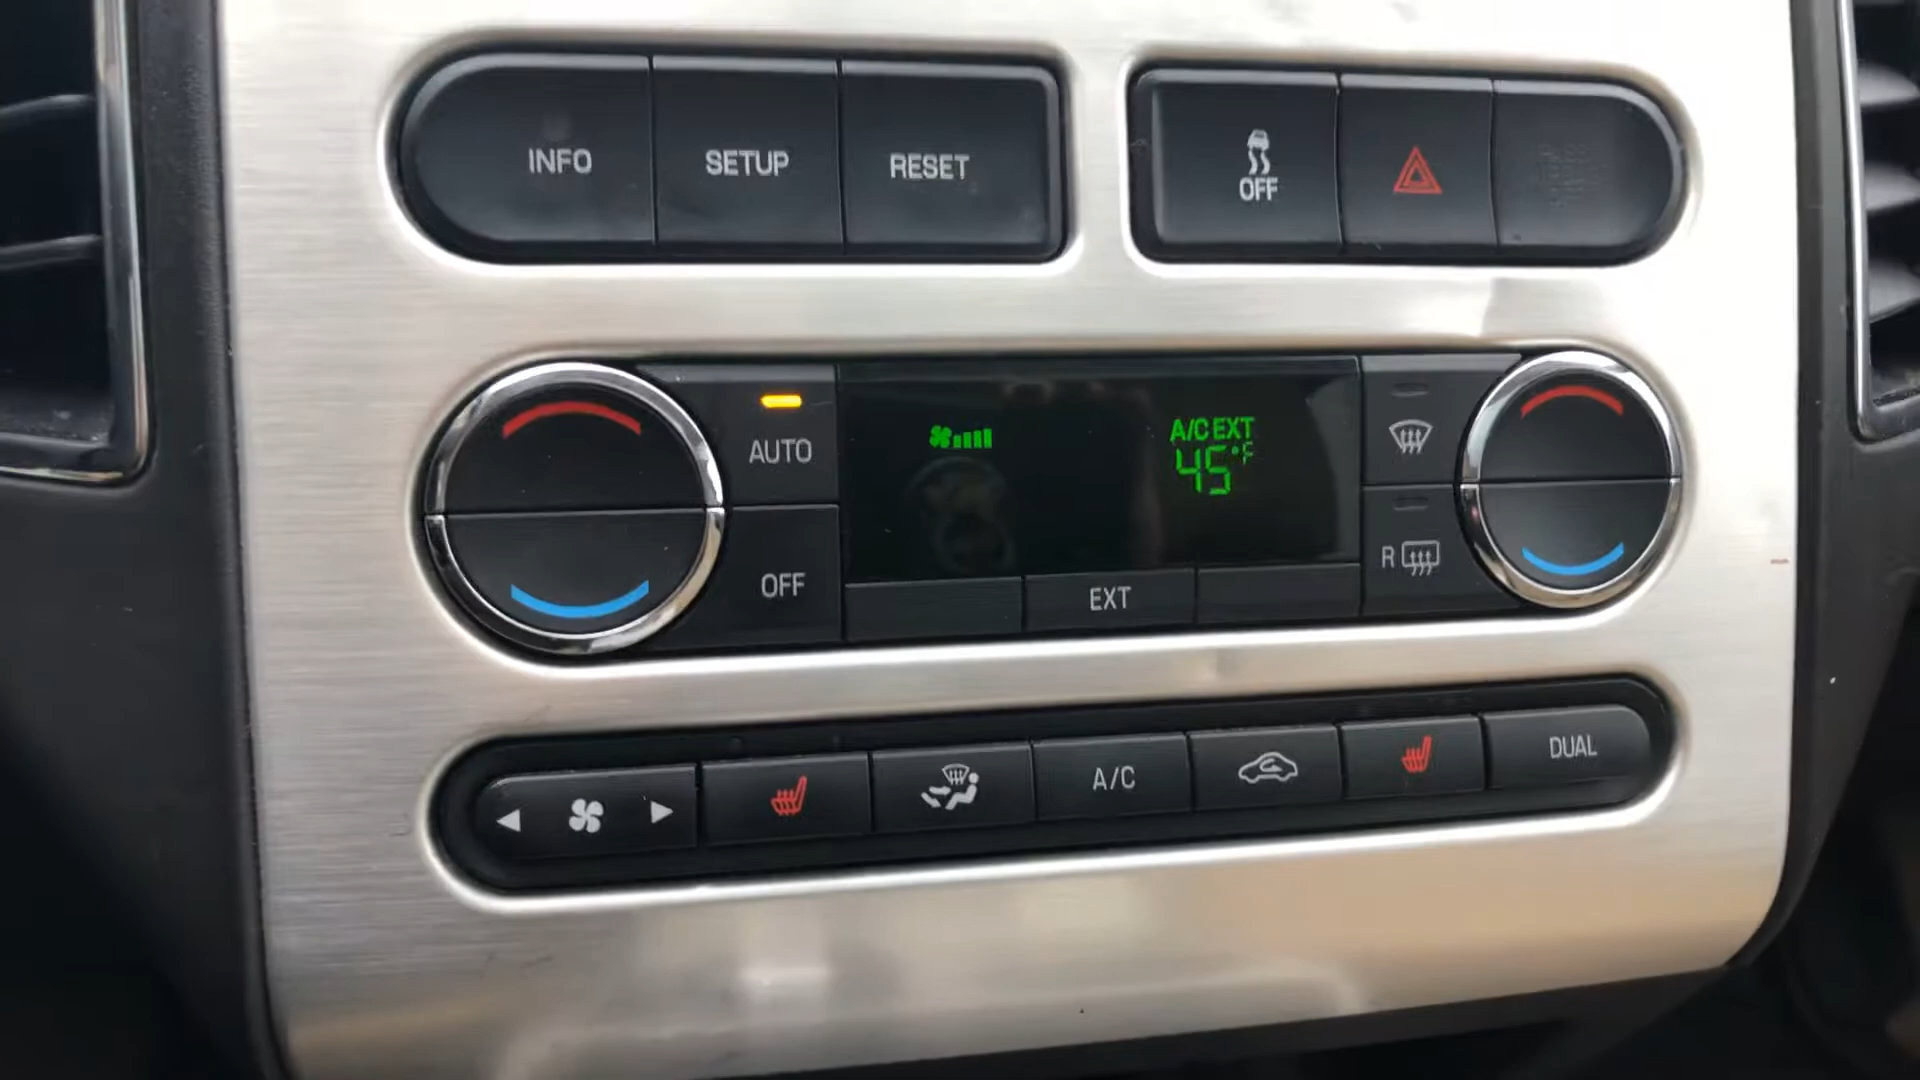 INFO
SETUP
RESET
OFF
AUTO
OFF
A/C EXT
45°F
EXT
R
A/C
DUAL